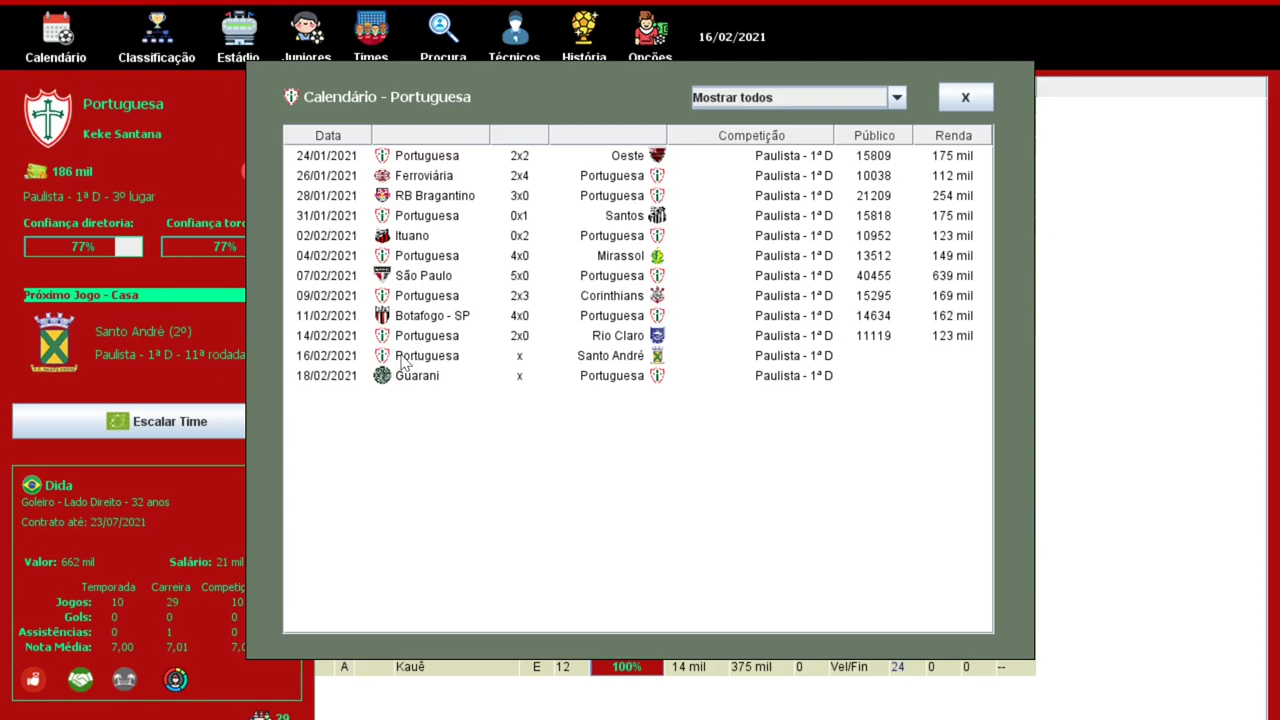 Calendário Classificação Estádio Juniores Times Procura Técnicos História Opções 16/02/2021
Portuguesa
Keke Santana
186 mil
Paulista - 1ª D - 3º lugar
Confiança diretoria: Confiança torc
77% 77%
Próximo Jogo - Casa
Santo André (2º)
Paulista - 1ª D - 11ª rodada
Escalar Time
Dida
Goleiro - Lado Direito - 32 anos
Contrato até: 23/07/2021
Valor: 662 mil Salário: 21 mil
Temporada Carreira Competiç
Jogos: 10 29 10
Gols: 0 0 0
Assistências: 0 1 0
Nota Média: 7,00 7,01 7,0
29
Calendário - Portuguesa Mostrar todos X
Data Competição Público Renda
24/01/2021 Portuguesa 2x2 Oeste Paulista - 1ª D 15809 175 mil
26/01/2021 Ferroviária 2x4 Portuguesa Paulista - 1ª D 10038 112 mil
28/01/2021 RB Bragantino 3x0 Portuguesa Paulista - 1ª D 21209 254 mil
31/01/2021 Portuguesa 0x1 Santos Paulista - 1ª D 15818 175 mil
02/02/2021 Ituano 0x2 Portuguesa Paulista - 1ª D 10952 123 mil
04/02/2021 Portuguesa 4x0 Mirassol Paulista - 1ª D 13512 149 mil
07/02/2021 São Paulo 5x0 Portuguesa Paulista - 1ª D 40455 639 mil
09/02/2021 Portuguesa 2x3 Corinthians Paulista - 1ª D 15295 169 mil
11/02/2021 Botafogo - SP 4x0 Portuguesa Paulista - 1ª D 14634 162 mil
14/02/2021 Portuguesa 2x0 Rio Claro Paulista - 1ª D 11119 123 mil
16/02/2021 Portuguesa x Santo André Paulista - 1ª D
18/02/2021 Guarani x Portuguesa Paulista - 1ª D
A Kauê E 12 100% 14 mil 375 mil 0 Vel/Fin 24 0 0 --